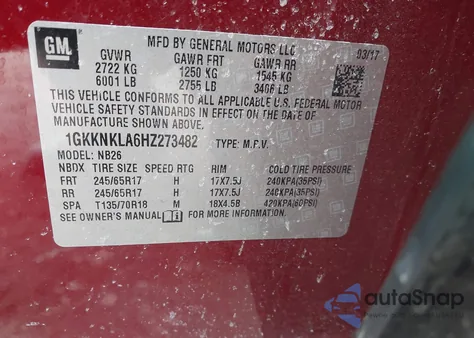 GM
MFD BY GENERAL MOTORS LLC
03/17
GVWR GAWR FRT GAWR RR
2722 KG 1250 KG 1545 KG
6001 LB 2755 LB 3406 LB
THIS VEHICLE CONFORMS TO ALL APPLICABLE U.S. FEDERAL MOTOR
VEHICLE SAFETY STANDARDS IN EFFECT ON THE DATE OF
MANUFACTURE SHOWN ABOVE.
1GKKNKLA6HZ273482 TYPE: M.P.V.
MODEL: NB26
NBDX TIRE SIZE SPEED RTG RIM COLD TIRE PRESSURE
FRT 245/65R17 H 17X7.5J 240KPA(35PSI)
RR 245/65R17 H 17X7.5J 240KPA(35PSI)
SPA T135/70R18 M 18X4.5B 420KPA(60PSI)
SEE OWNER'S MANUAL
autoSnap